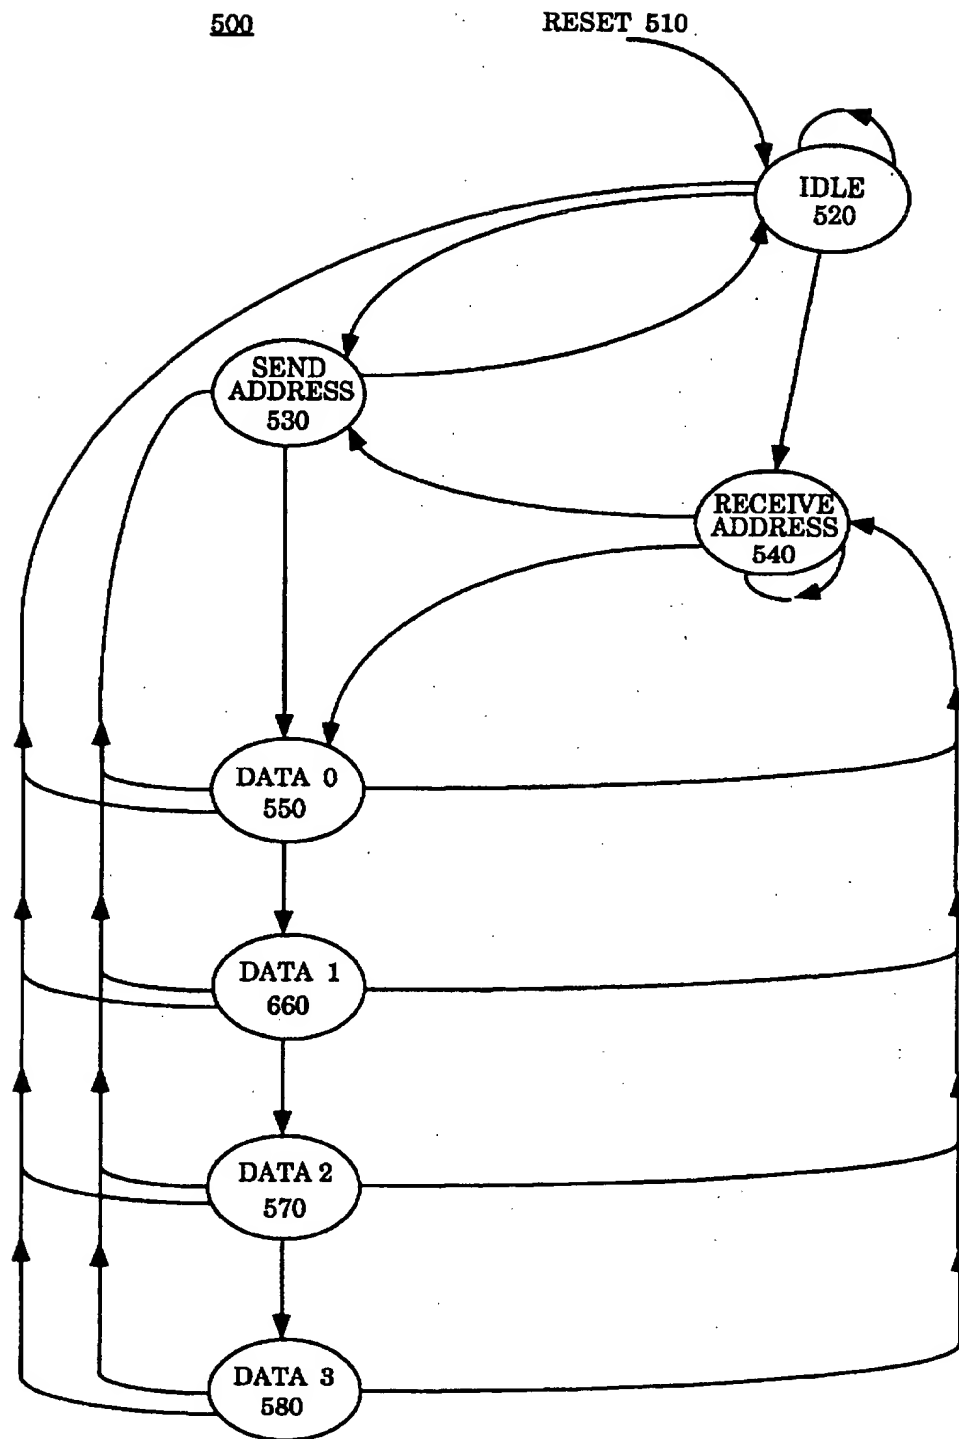 500
RESET 510
IDLE
520
SEND
ADDRESS
530
RECEIVE
ADDRESS
540
DATA 0
550
DATA 1
660
DATA 2
570
DATA 3
580